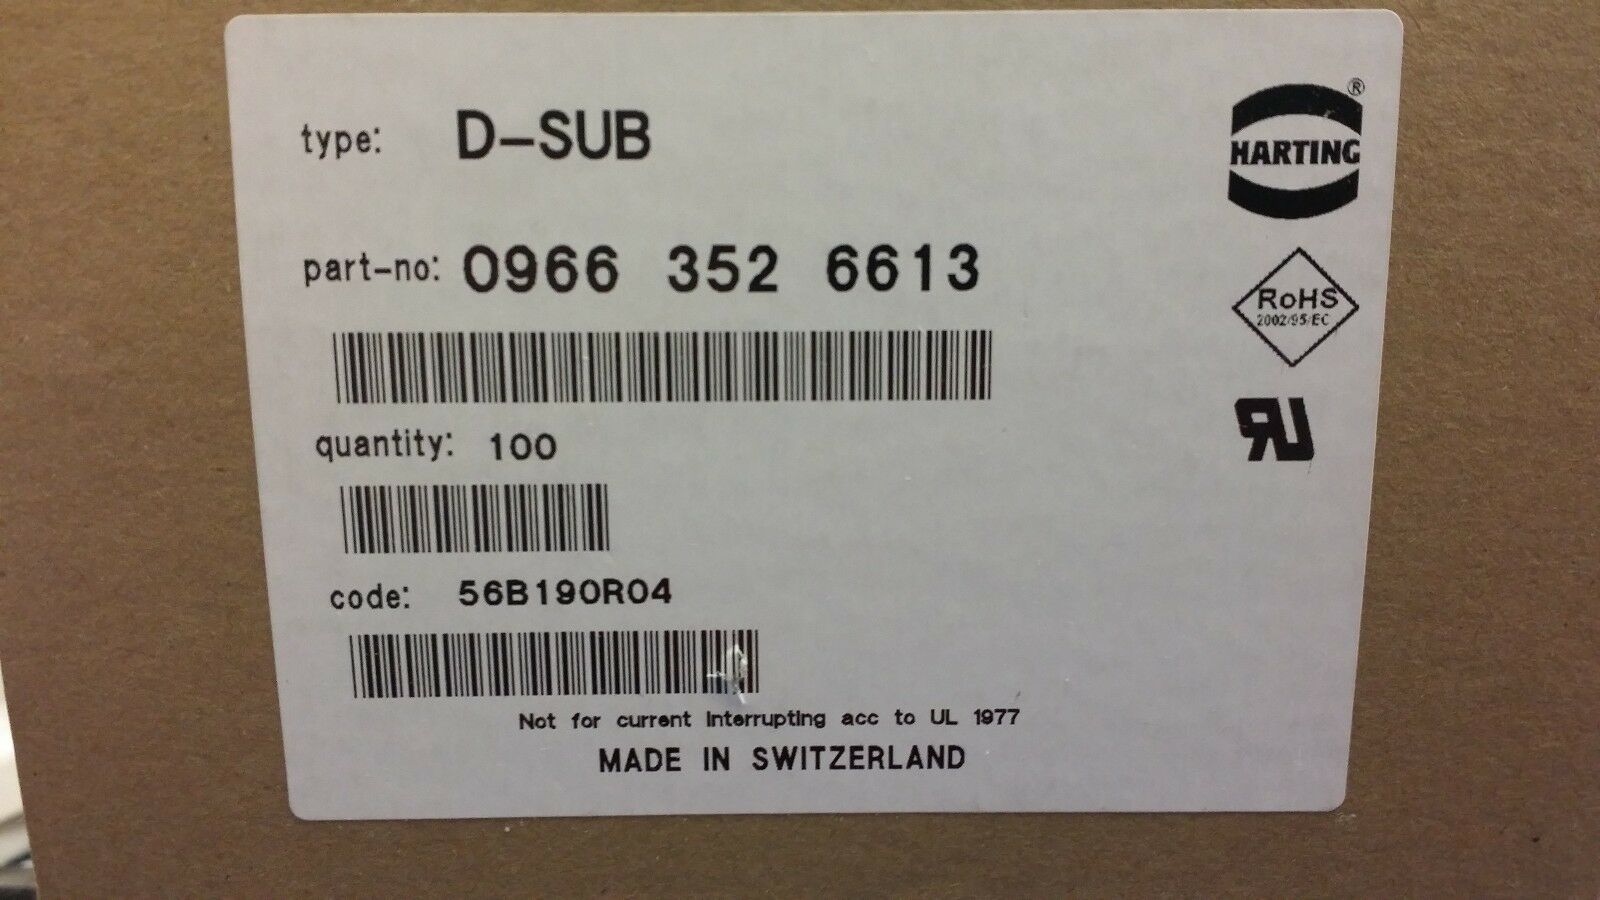 type: D-SUB
HARTING®
part-no: 0966 352 6613
RoHS
2002/95/EC
quantity: 100
code: 56B190R04
Not for current interrupting acc to UL 1977
MADE IN SWITZERLAND